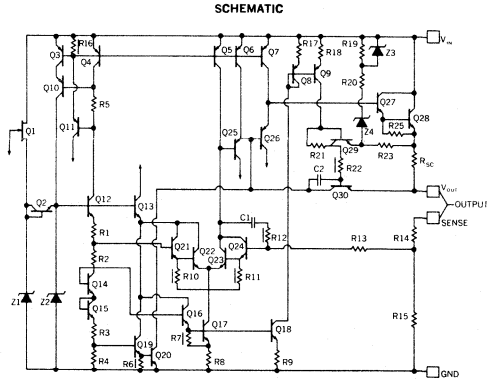 SCHEMATIC
R16
Q3
Q4
Q5
Q6
Q7
R17
R18
R19
Z3
V IN
Q8
Q9
R20
Q10
R5
Q27
Q28
Q1
Q11
R25
Q25
Q26
Z4
R21
Q29
R23
R22
RSC
C2
Q30
VOUT
OUTPUT
SENSE
Q2
Q12
Q13
C1
R1
Q21
Q22
Q23
Q24
R12
R13
R14
R2
R10
R11
Q14
Z1
Z2
Q15
Q16
Q17
Q18
R15
R3
R7
Q19
Q20
R4
R6
R8
R9
GND